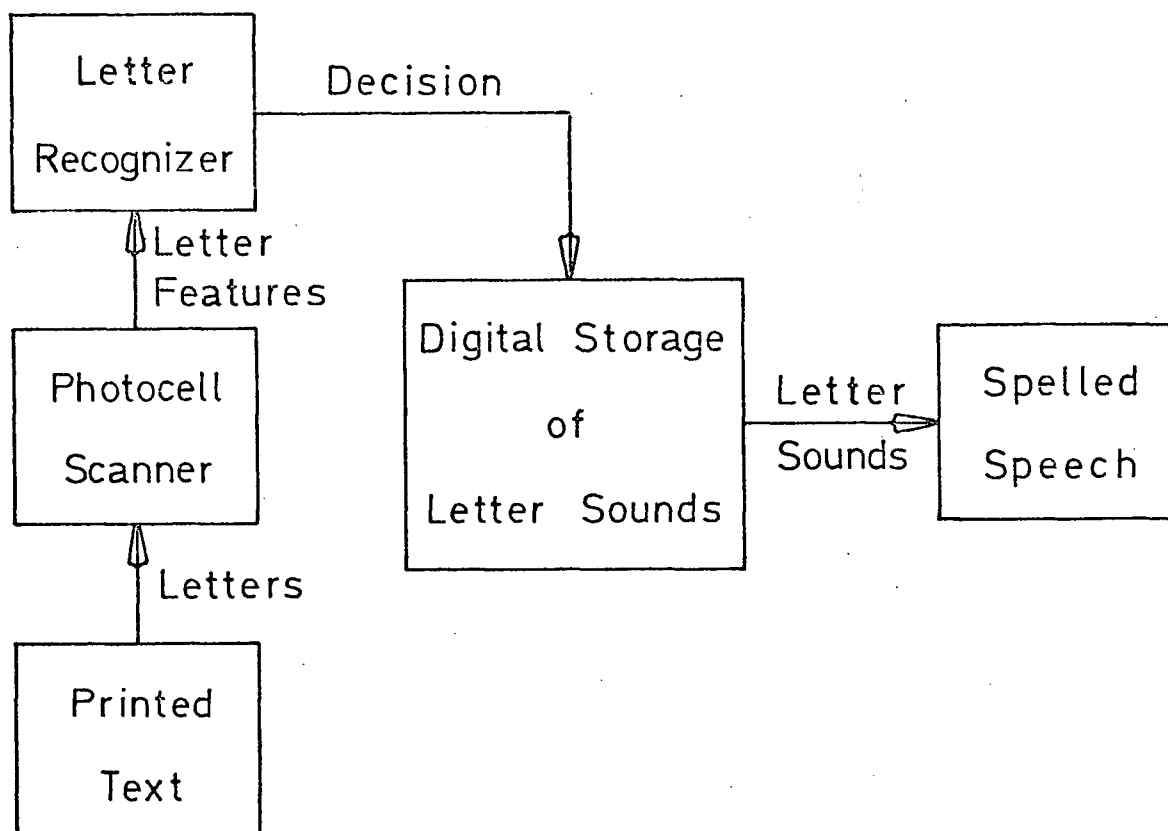 Letter
Recognizer
Decision
Letter
Features
Photocell
Scanner
Letters
Printed
Text
Digital Storage
of
Letter Sounds
Letter
Sounds
Spelled
Speech